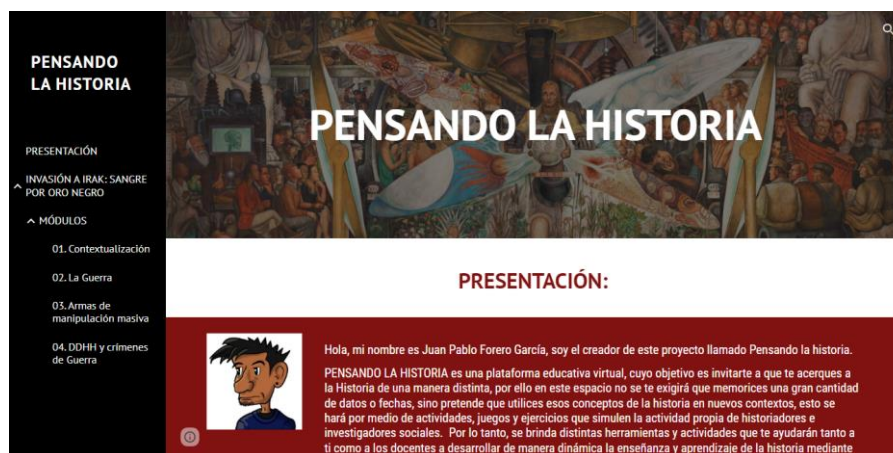 PENSANDO
LA HISTORIA
PRESENTACIÓN
INVASIÓN A IRAK: SANGRE
POR ORO NEGRO
MÓDULOS
01. Contextualización
02. La Guerra
03. Armas de
manipulación masiva
04. DDHH y crímenes
de Guerra
PENSANDO LA HISTORIA
PRESENTACIÓN:
Hola, mi nombre es Juan Pablo Forero García, soy el creador de este proyecto llamado Pensando la historia.
PENSANDO LA HISTORIA es una plataforma educativa virtual, cuyo objetivo es invitarte a que te acerques a
la Historia de una manera distinta, por ello en este espacio no se te exigirá que memorices una gran cantidad
de datos o fechas, sino pretende que utilices esos conceptos de la historia en nuevos contextos, esto se
hará por medio de actividades, juegos y ejercicios que simulen la actividad propia de historiadores e
investigadores sociales. Por lo tanto, se brinda distintas herramientas y actividades que te ayudarán tanto a
ti como a los docentes a desarrollar de manera dinámica la enseñanza y aprendizaje de la historia mediante